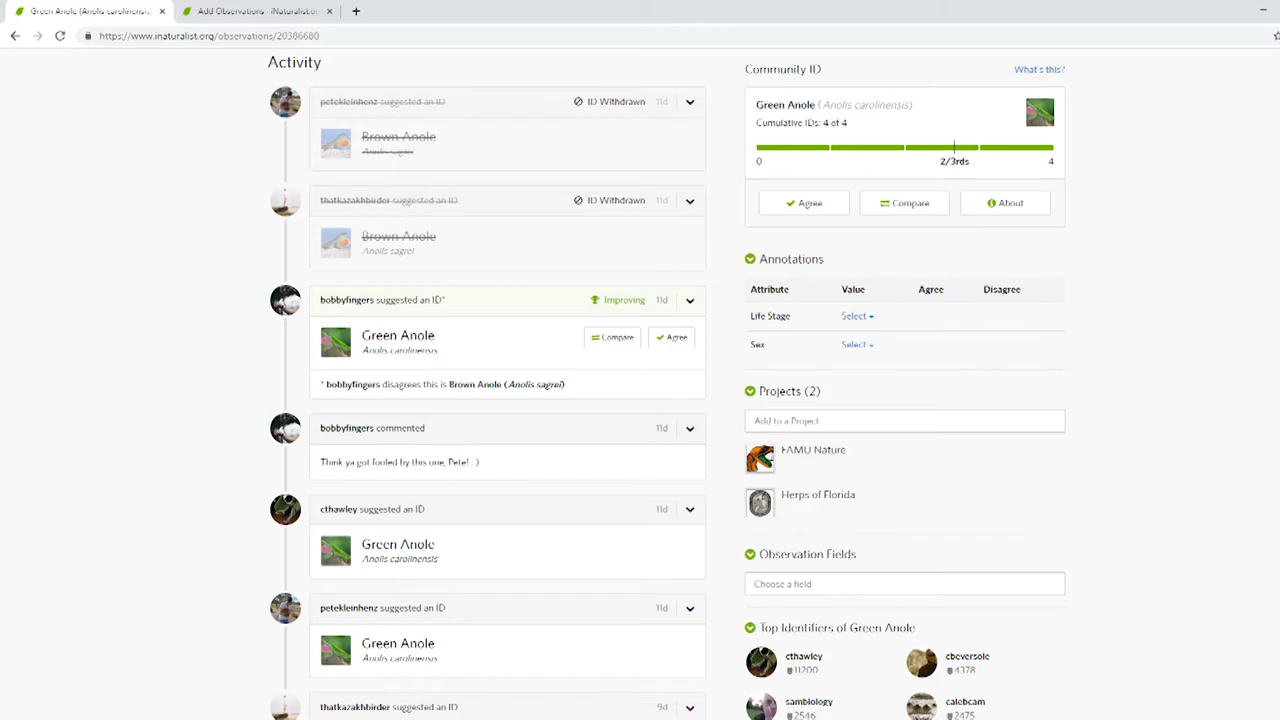 Green Anole (Anolis carolinensis)
Add Observations · iNaturalist.o
https://www.inaturalist.org/observations/20386680
Activity
petekleinhenz suggested an ID
ID Withdrawn
11d
Brown Anole
Anolis sagrei
thatkazakhbirder suggested an ID
ID Withdrawn
11d
Brown Anole
Anolis sagrei
bobbyfingers suggested an ID*
Improving
11d
Green Anole
Anolis carolinensis
Compare
Agree
* bobbyfingers disagrees this is Brown Anole (Anolis sagrei)
bobbyfingers commented
11d
Think ya got fooled by this one, Pete! :)
cthawley suggested an ID
11d
Green Anole
Anolis carolinensis
petekleinhenz suggested an ID
11d
Green Anole
Anolis carolinensis
thatkazakhbirder suggested an ID
9d
Community ID
What's this?
Green Anole (Anolis carolinensis)
Cumulative IDs: 4 of 4
0
2/3rds
4
Agree
Compare
About
Annotations
Attribute Value Agree Disagree
Life Stage Select
Sex Select
Projects (2)
Add to a Project
FAMU Nature
Herps of Florida
Observation Fields
Choose a field
Top Identifiers of Green Anole
cthawley
11200
cbeversole
4378
sambiology
2546
calebcam
2475